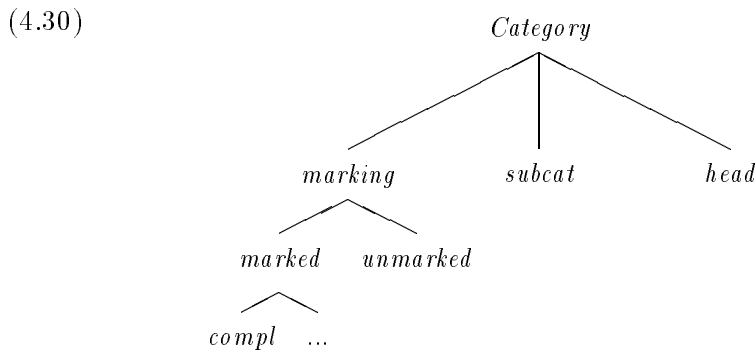 (4.30)
Category
marking subcat head
marked unmarked
compl ...